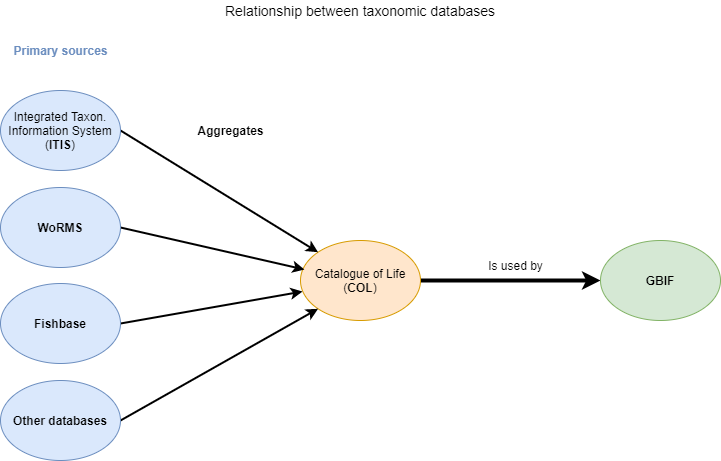 Relationship between taxonomic databases
Primary sources
Integrated Taxon.
Information System
(ITIS)
Aggregates
WoRMS
Is used by
Catalogue of Life
(COL)
GBIF
Fishbase
Other databases